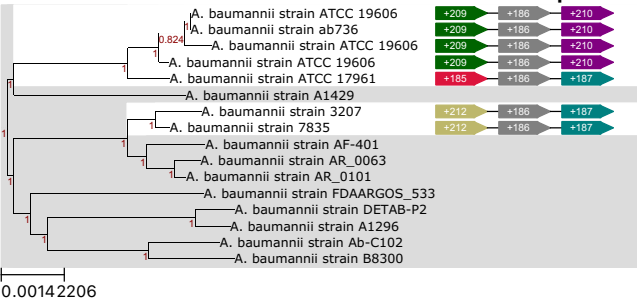 A. baumannii strain ATCC 19606 +209 +186 +210
A. baumannii strain ab736 +209 +186 +210
0.824
A. baumannii strain ATCC 19606 +209 +186 +210
1
A. baumannii strain ATCC 19606 +209 +186 +210
1
A. baumannii strain ATCC 17961 +185 +186 +187
1
A. baumannii strain A1429
A. baumannii strain 3207 +212 +186 +187
1
A. baumannii strain 7835 +212 +186 +187
1
1
A. baumannii strain AF-401
1
A. baumannii strain AR_0063
1
A. baumannii strain AR_0101
1
A. baumannii strain FDAARGOS_533
1
A. baumannii strain DETAB-P2
1
A. baumannii strain A1296
1
A. baumannii strain Ab-C102
1
A. baumannii strain B8300
0.00142206